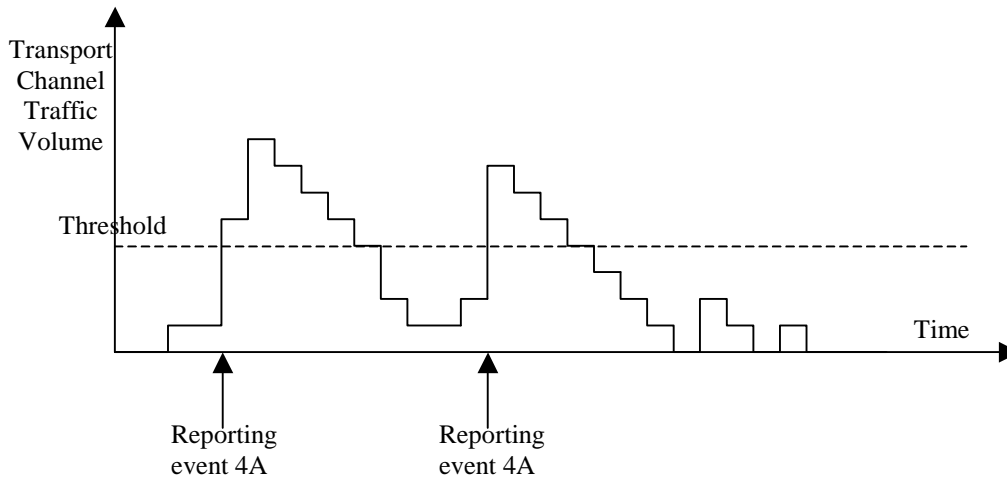 Transport
Channel
Traffic
Volume
Threshold
Time
Reporting
event 4A
Reporting
event 4A